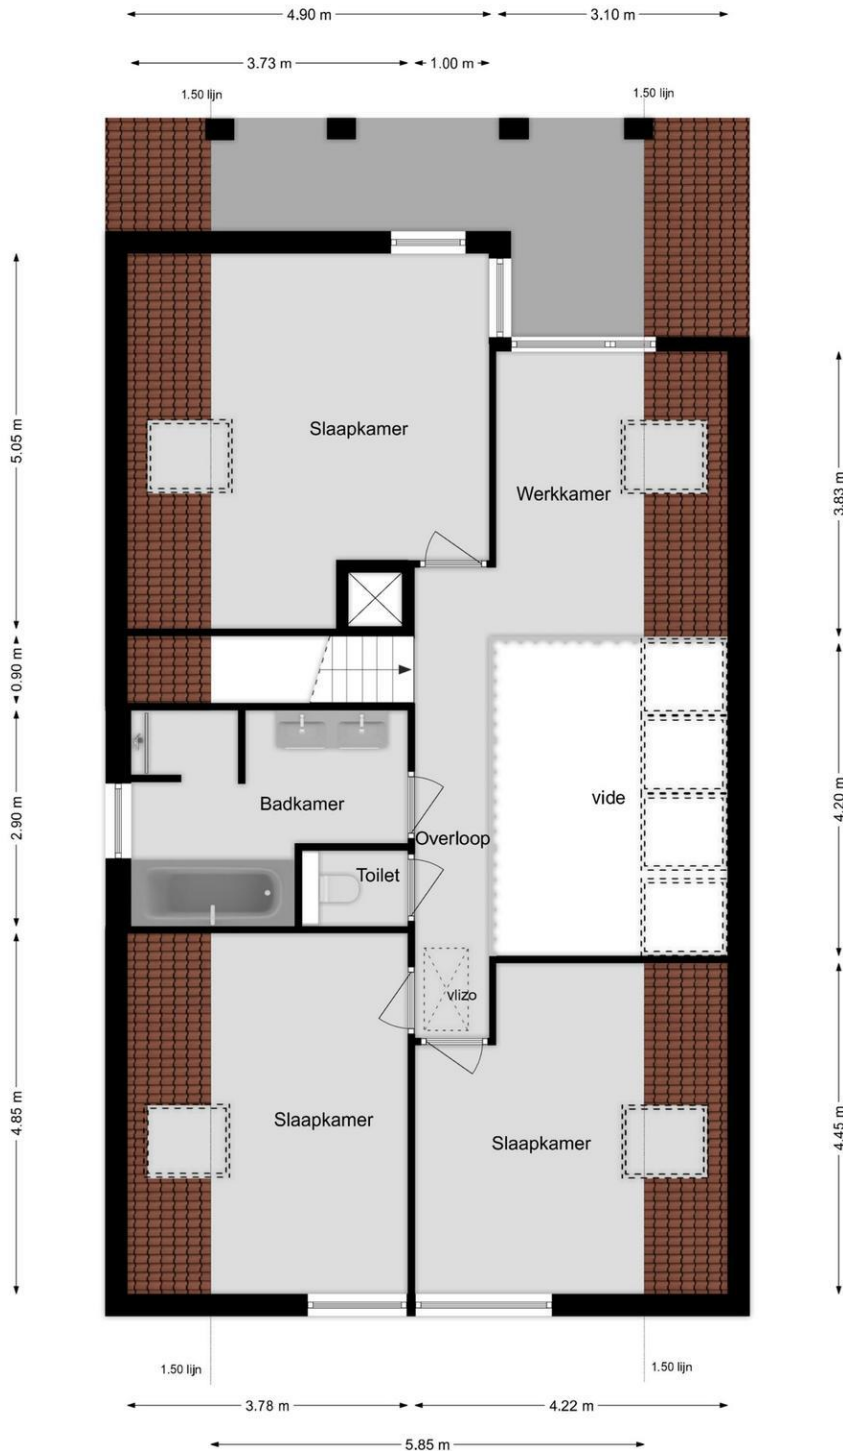 4.90 m
3.10 m
3.73 m
1.00 m
1.50 lijn
1.50 lijn
5.05 m
Slaapkamer
Werkkamer
3.83 m
0.90 m
2.90 m
Badkamer
vide
4.20 m
Overloop
Toilet
vlizo
4.85 m
Slaapkamer
Slaapkamer
4.45 m
1.50 lijn
1.50 lijn
3.78 m
4.22 m
5.85 m